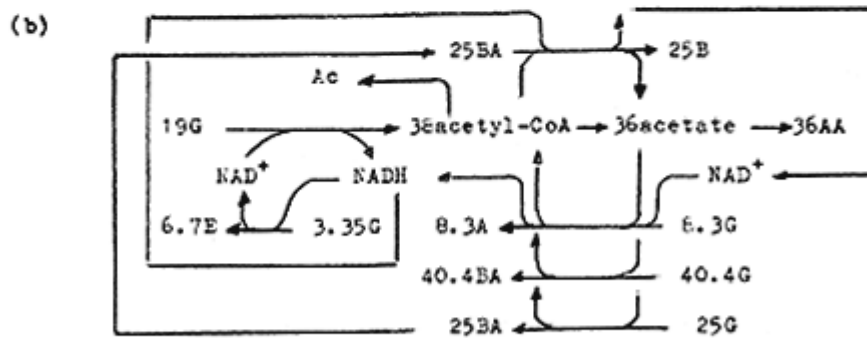 (b)
25BA 25B
Ac
19G 38acetyl-CoA 36acetate 36AA
NAD+ NADH NAD+
6.7E 3.35G 8.3A 8.3G
40.4BA 40.4G
25BA 25G